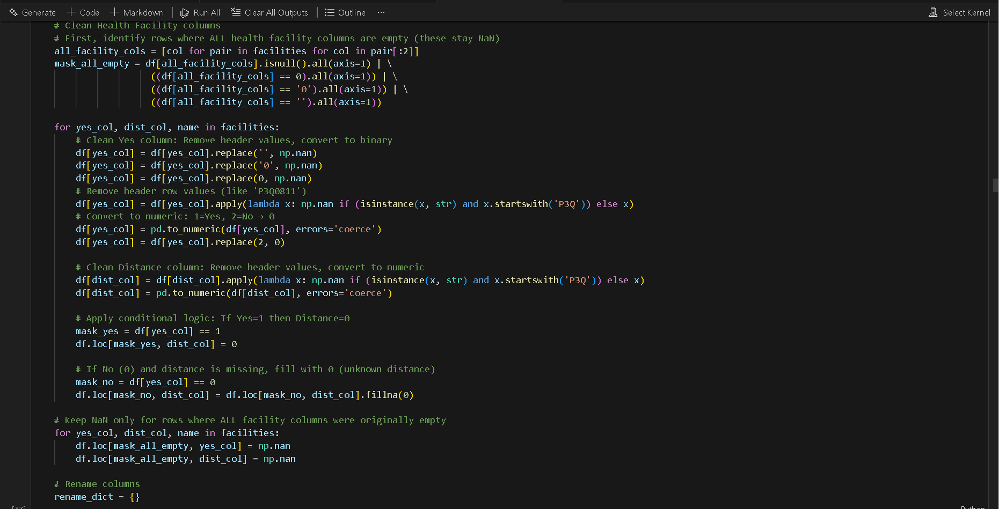 Generate + Code + Markdown | Run All Clear All Outputs | Outline ··· Select Kernel
# Clean Health Facility columns
# First, identify rows where ALL health facility columns are empty (these stay NaN)
all_facility_cols = [col for pair in facilities for col in pair[:2]]
mask_all_empty = df[all_facility_cols].isnull().all(axis=1) | \
((df[all_facility_cols] == 0).all(axis=1)) | \
((df[all_facility_cols] == '0').all(axis=1)) | \
((df[all_facility_cols] == '').all(axis=1))
for yes_col, dist_col, name in facilities:
# Clean Yes column: Remove header values, convert to binary
df[yes_col] = df[yes_col].replace('', np.nan)
df[yes_col] = df[yes_col].replace('0', np.nan)
df[yes_col] = df[yes_col].replace(0, np.nan)
# Remove header row values (like 'P3Q0811')
df[yes_col] = df[yes_col].apply(lambda x: np.nan if (isinstance(x, str) and x.startswith('P3Q')) else x)
# Convert to numeric: 1=Yes, 2=No → 0
df[yes_col] = pd.to_numeric(df[yes_col], errors='coerce')
df[yes_col] = df[yes_col].replace(2, 0)
# Clean Distance column: Remove header values, convert to numeric
df[dist_col] = df[dist_col].apply(lambda x: np.nan if (isinstance(x, str) and x.startswith('P3Q')) else x)
df[dist_col] = pd.to_numeric(df[dist_col], errors='coerce')
# Apply conditional logic: If Yes=1 then Distance=0
mask_yes = df[yes_col] == 1
df.loc[mask_yes, dist_col] = 0
# If No (0) and distance is missing, fill with 0 (unknown distance)
mask_no = df[yes_col] == 0
df.loc[mask_no, dist_col] = df.loc[mask_no, dist_col].fillna(0)
# Keep NaN only for rows where ALL facility columns were originally empty
for yes_col, dist_col, name in facilities:
df.loc[mask_all_empty, yes_col] = np.nan
df.loc[mask_all_empty, dist_col] = np.nan
# Rename columns
rename_dict = {}
Python